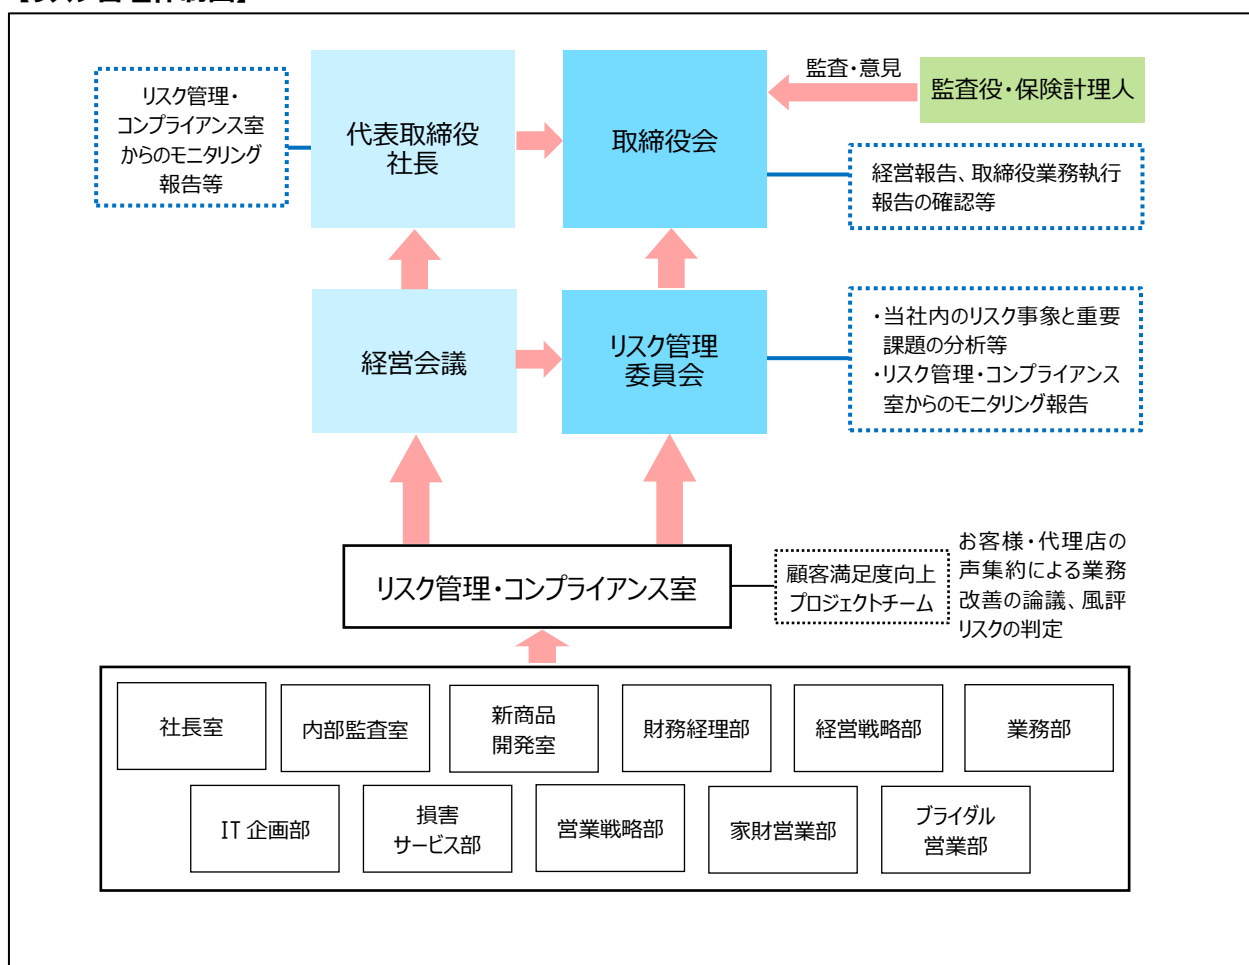 監査・意見
監査役・保険計理人
リスク管理・
コンプライアンス室
からのモニタリング
報告等
代表取締役
社長
取締役会
経営報告、取締役業務執行
報告の確認等
経営会議
リスク管理
委員会
・当社内のリスク事象と重要
課題の分析等
・リスク管理・コンプライアンス
室からのモニタリング報告
リスク管理・コンプライアンス室
顧客満足度向上
プロジェクトチーム
お客様・代理店の
声集約による業務
改善の論議、風評
リスクの判定
社長室
内部監査室
新商品
開発室
財務経理部
経営戦略部
業務部
IT 企画部
損害
サービス部
営業戦略部
家財営業部
ブライダル
営業部